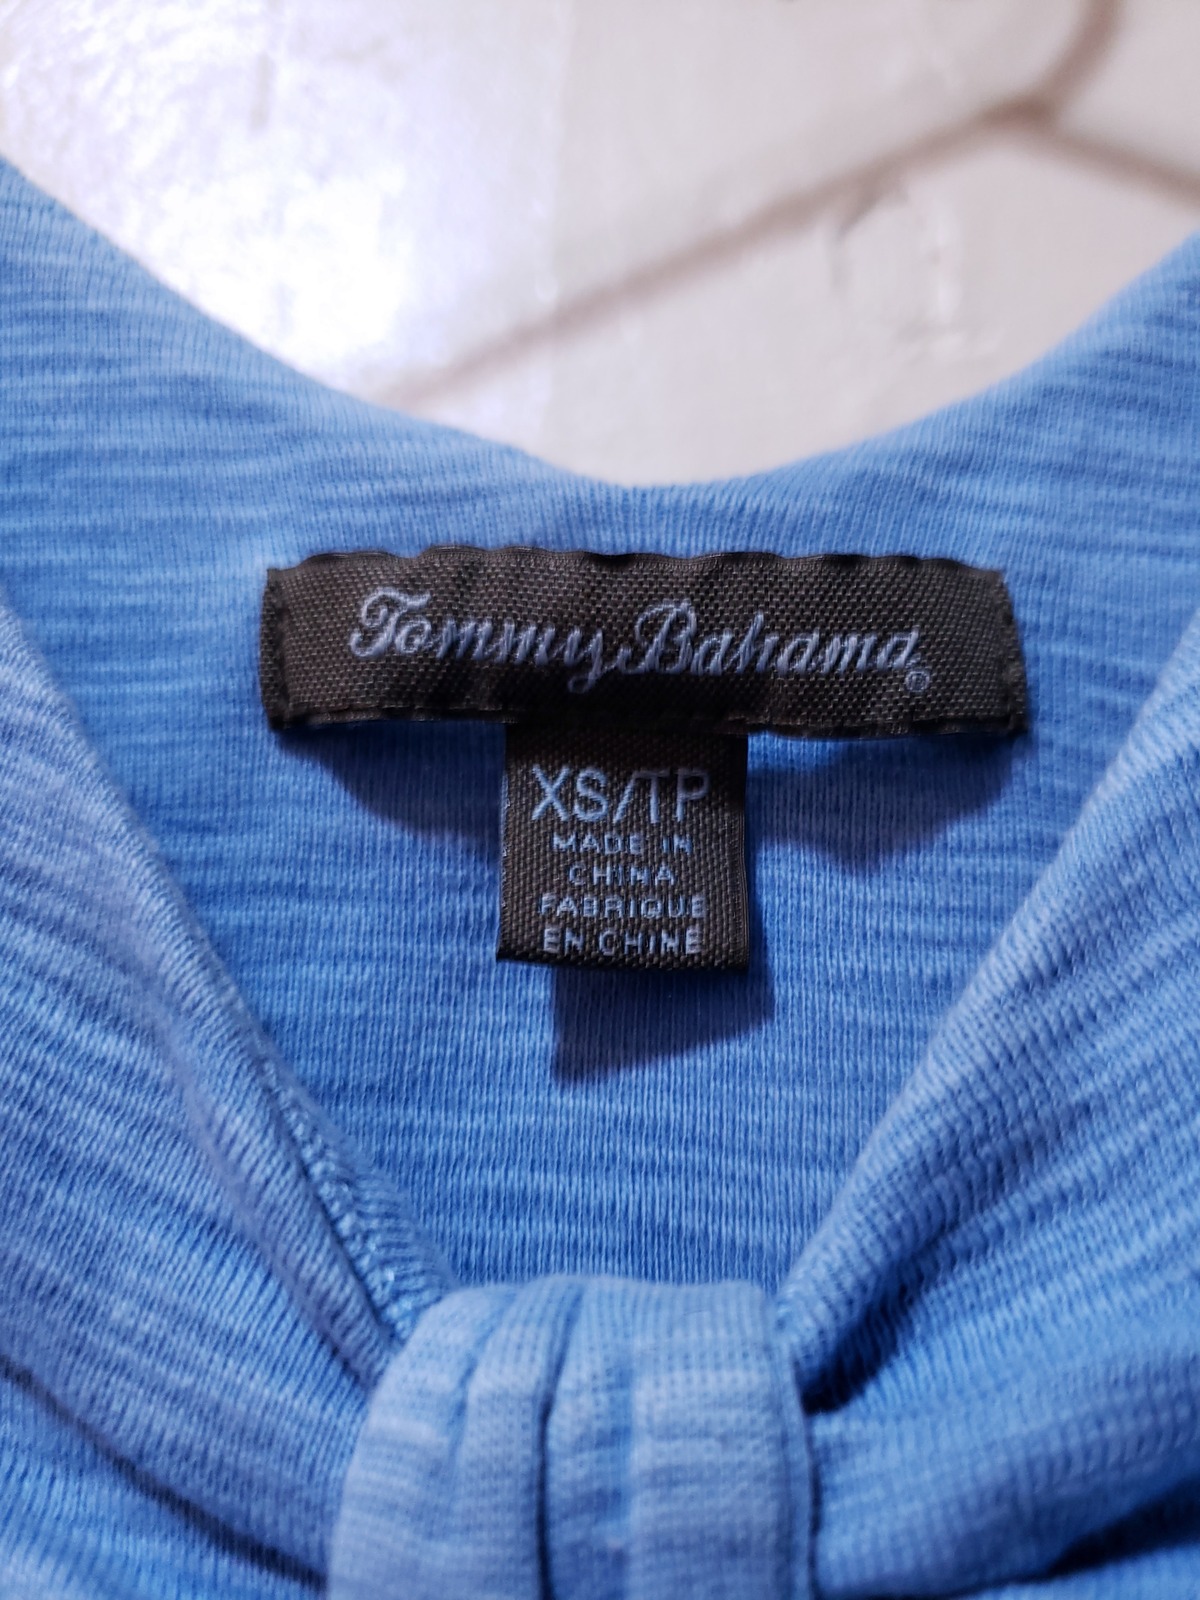 Tommy Bahama®
XS/TP
MADE IN
CHINA
FABRIQUE
EN CHINE